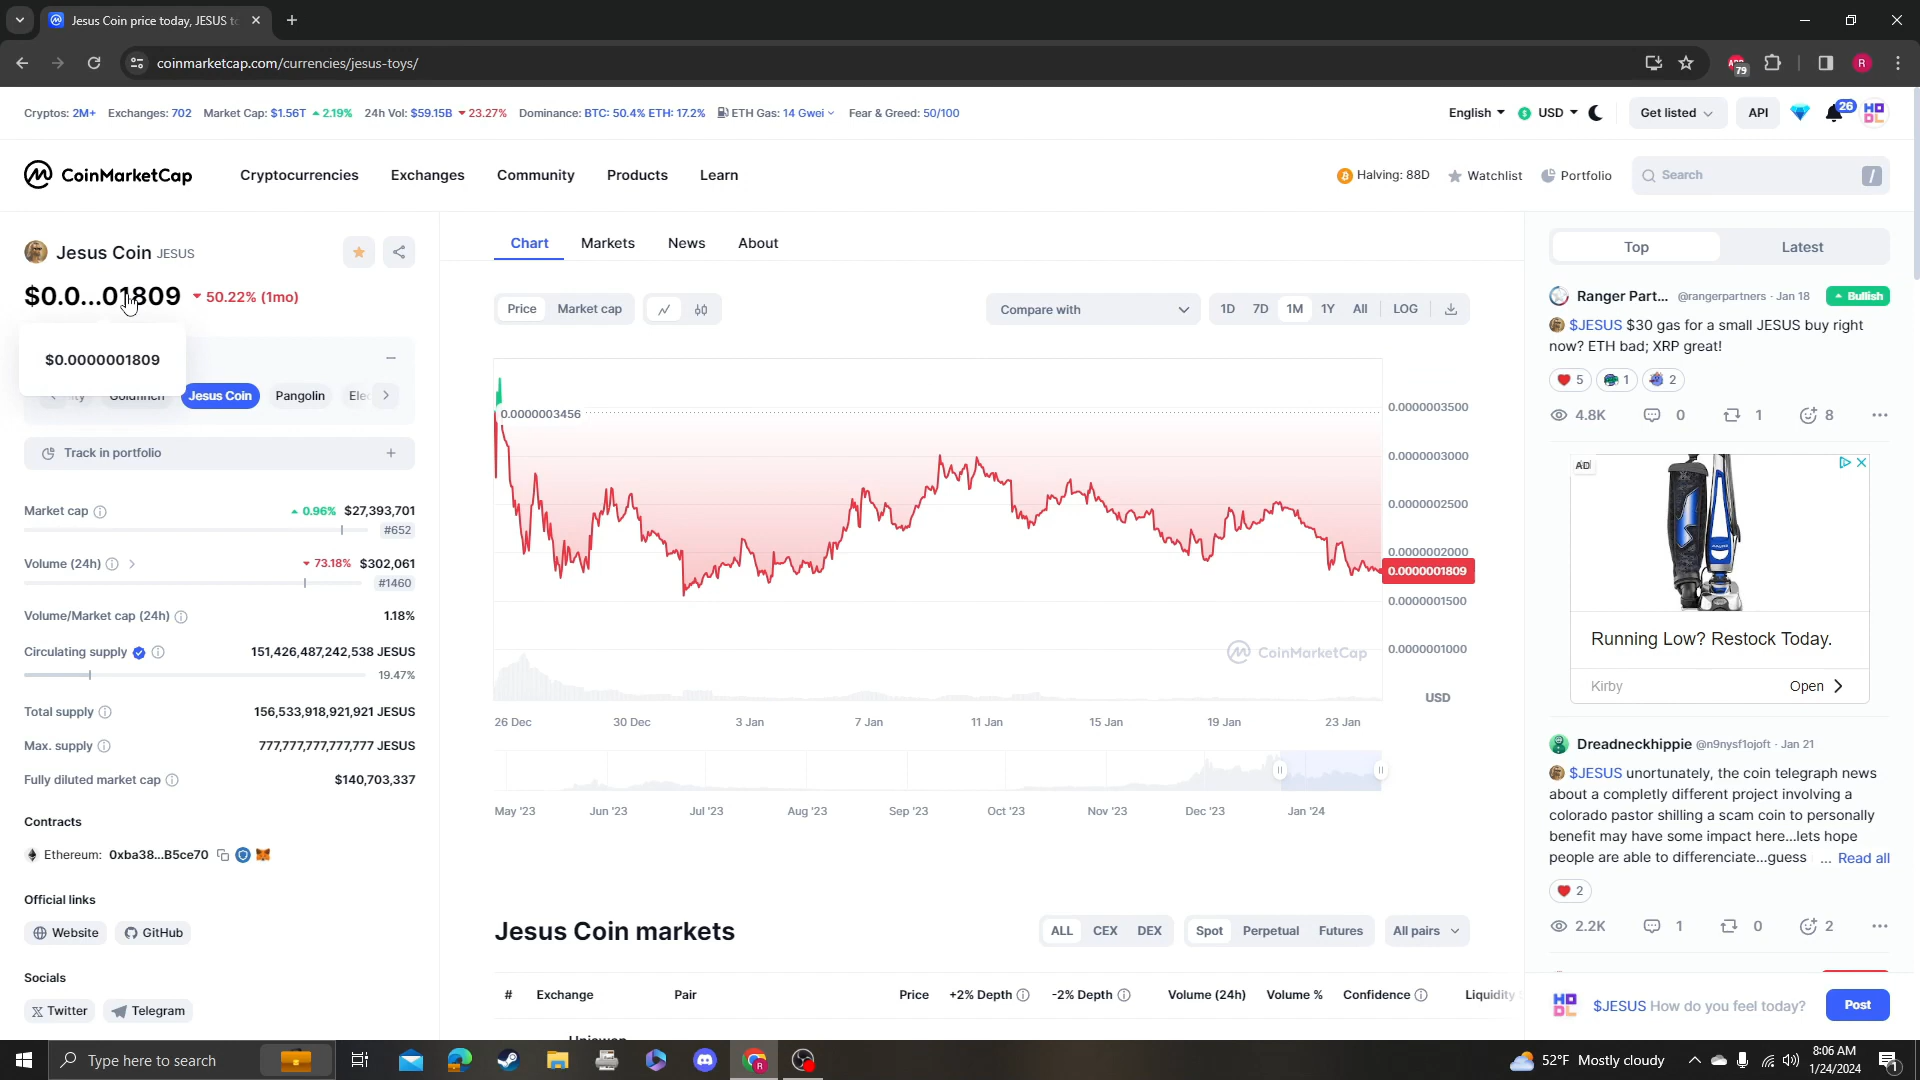 Jesus Coin price today, JESUS to
coinmarketcap.com/currencies/jesus-toys/
79
R
Cryptos: 2M+ Exchanges: 702 Market Cap: $1.56T 2.19% 24h Vol: $59.15B 23.27% Dominance: BTC: 50.4% ETH: 17.2% ETH Gas: 14 Gwei Fear & Greed: 50/100
English USD Get listed API 26
CoinMarketCap Cryptocurrencies Exchanges Community Products Learn
Halving: 88D Watchlist Portfolio Search /
Jesus Coin JESUS
$0.0...01809 50.22% (1mo)
$0.0000001809
Jesus Coin Pangolin Elec
Track in portfolio +
Market cap 0.96% $27,393,701
#652
Volume (24h) 73.18% $302,061
#1460
Volume/Market cap (24h) 1.18%
Circulating supply 151,426,487,242,538 JESUS
19.47%
Total supply 156,533,918,921,921 JESUS
Max. supply 777,777,777,777,777 JESUS
Fully diluted market cap $140,703,337
Contracts
Ethereum: 0xba38...B5ce70
Official links
Website GitHub
Socials
Twitter Telegram
Chart Markets News About
Price Market cap
Compare with 1D 7D 1M 1Y All LOG
0.0000003456
0.0000003500
0.0000003000
0.0000002500
0.0000002000
0.0000001809
0.0000001500
0.0000001000
CoinMarketCap
USD
26 Dec 30 Dec 3 Jan 7 Jan 11 Jan 15 Jan 19 Jan 23 Jan
May '23 Jun '23 Jul '23 Aug '23 Sep '23 Oct '23 Nov '23 Dec '23 Jan '24
Jesus Coin markets
ALL CEX DEX Spot Perpetual Futures All pairs
# Exchange Pair Price +2% Depth -2% Depth Volume (24h) Volume % Confidence Liquidity
Top Latest
Ranger Part... @rangerpartners · Jan 18 Bullish
$JESUS $30 gas for a small JESUS buy right
now? ETH bad; XRP great!
5 1 2
4.8K 0 1 8
AD
Running Low? Restock Today.
Kirby Open
Dreadneckhippie @n9nysf1ojoft · Jan 21
$JESUS unortunately, the coin telegraph news
about a completly different project involving a
colorado pastor shilling a scam coin to personally
benefit may have some impact here...lets hope
people are able to differenciate...guess ... Read all
2
2.2K 1 0 2
HODL $JESUS How do you feel today? Post
Type here to search
52°F Mostly cloudy
8:06 AM
1/24/2024
1